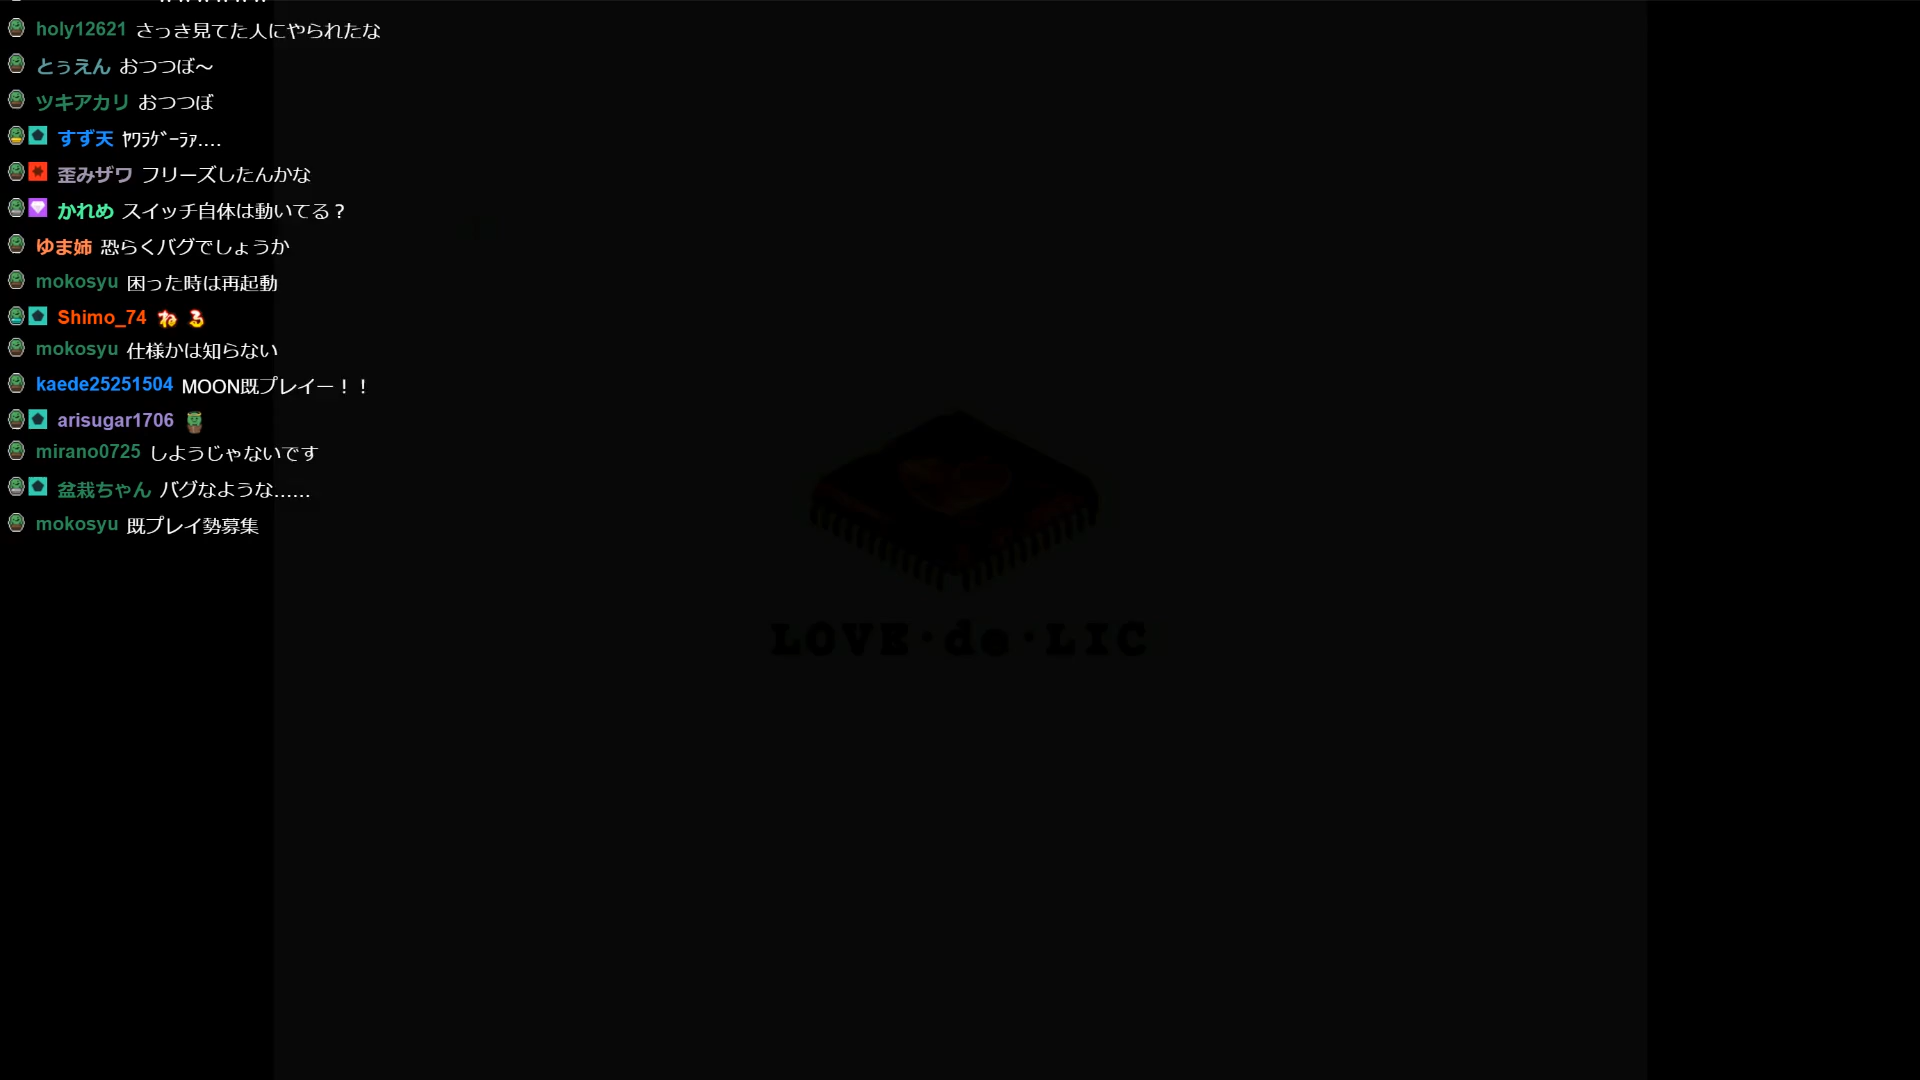 holy12621 さっき見てた人にやられたな
とぅえん おつつぼ～
ツキアカリ おつつぼ
すず天 ﾔﾜﾗｹﾞｰﾗｧ....
歪みザワ フリーズしたんかな
かれめ スイッチ自体は動いてる？
ゆま姉 恐らくバグでしょうか
mokosyu 困った時は再起動
Shimo_74 ね る
mokosyu 仕様かは知らない
kaede25251504 MOON既プレイー！！
arisugar1706
mirano0725 しようじゃないです
盆栽ちゃん バグなような......
mokosyu 既プレイ勢募集
LOVE・de・LIC